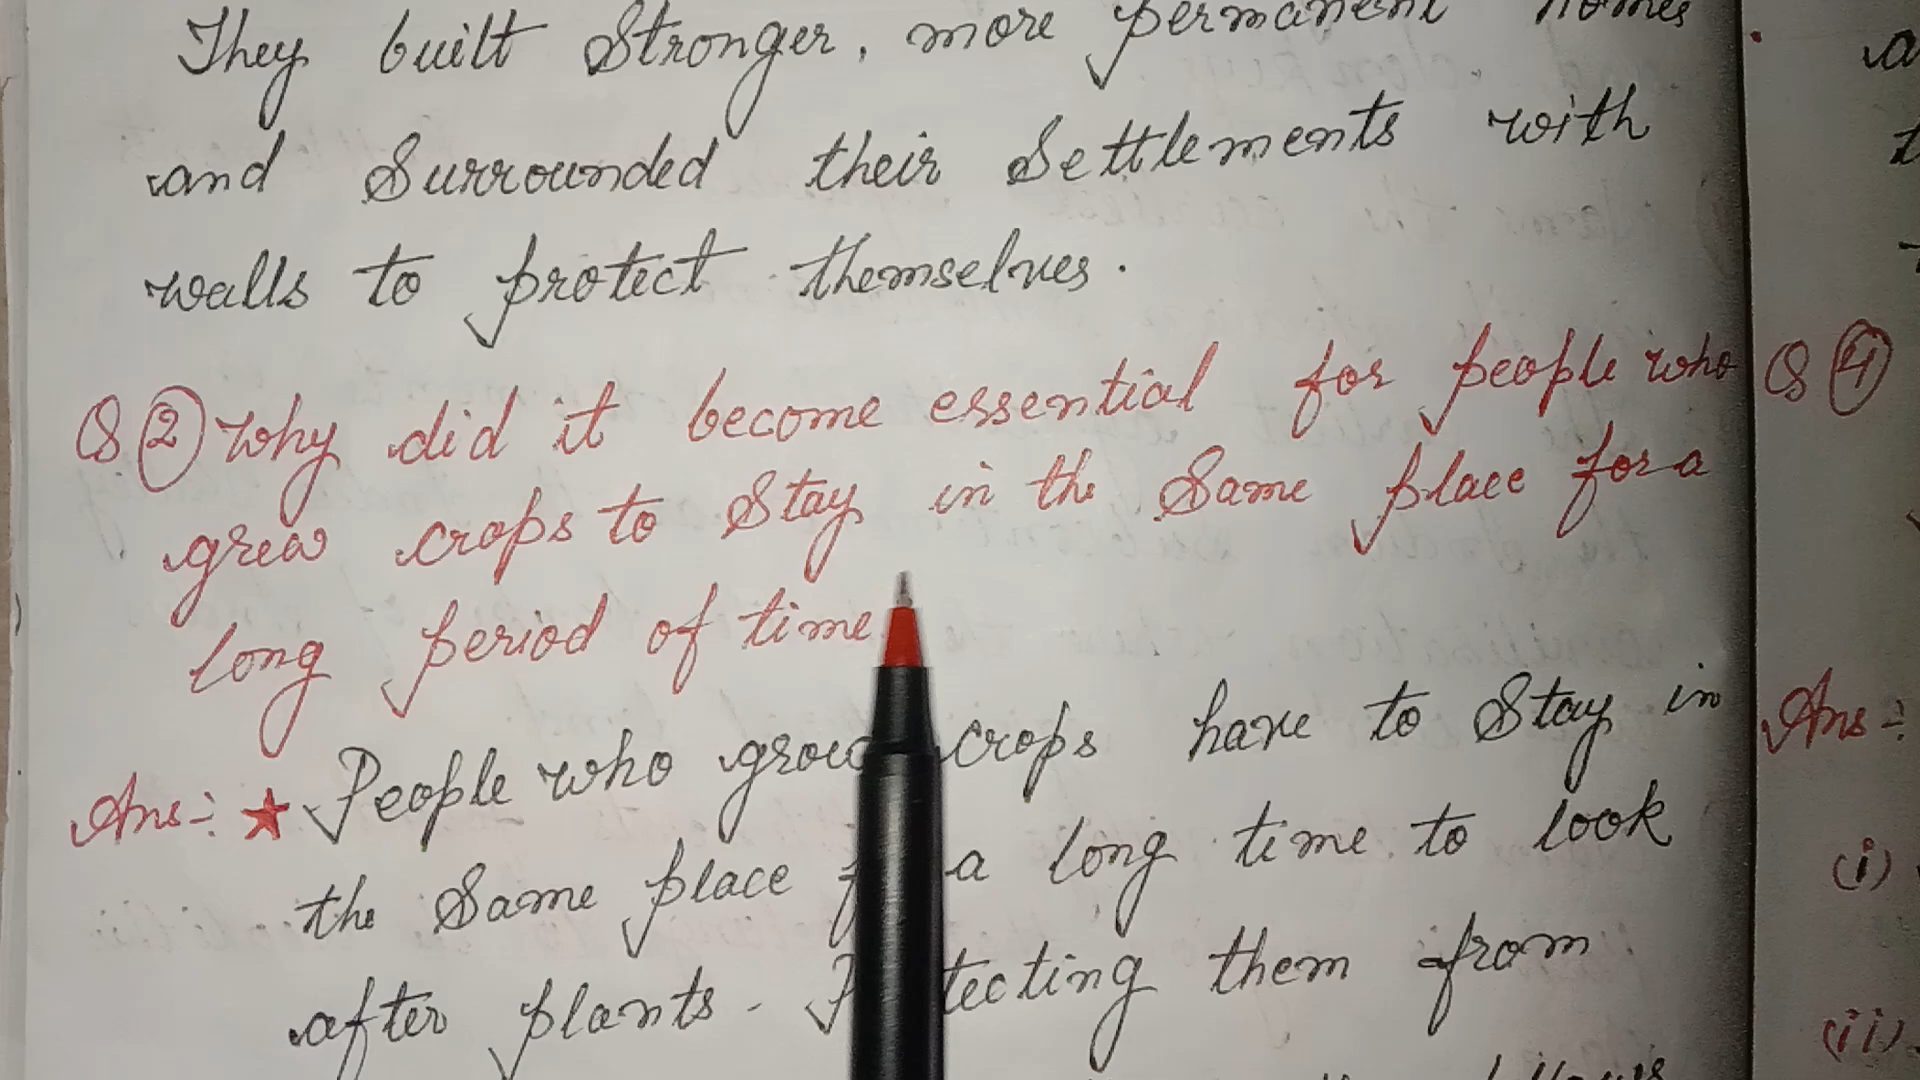 They built Stronger, more permanent homes
and Surrounded their Settlements with
walls to protect themselves.
Q ② Why did it become essential for people who
grew crops to Stay in the Same place for a
long period of time
Ans:- ★ People who grow crops have to Stay in
the Same place a long time to look
after plants. them from
Q ④
Ans:-
(i)
(ii)